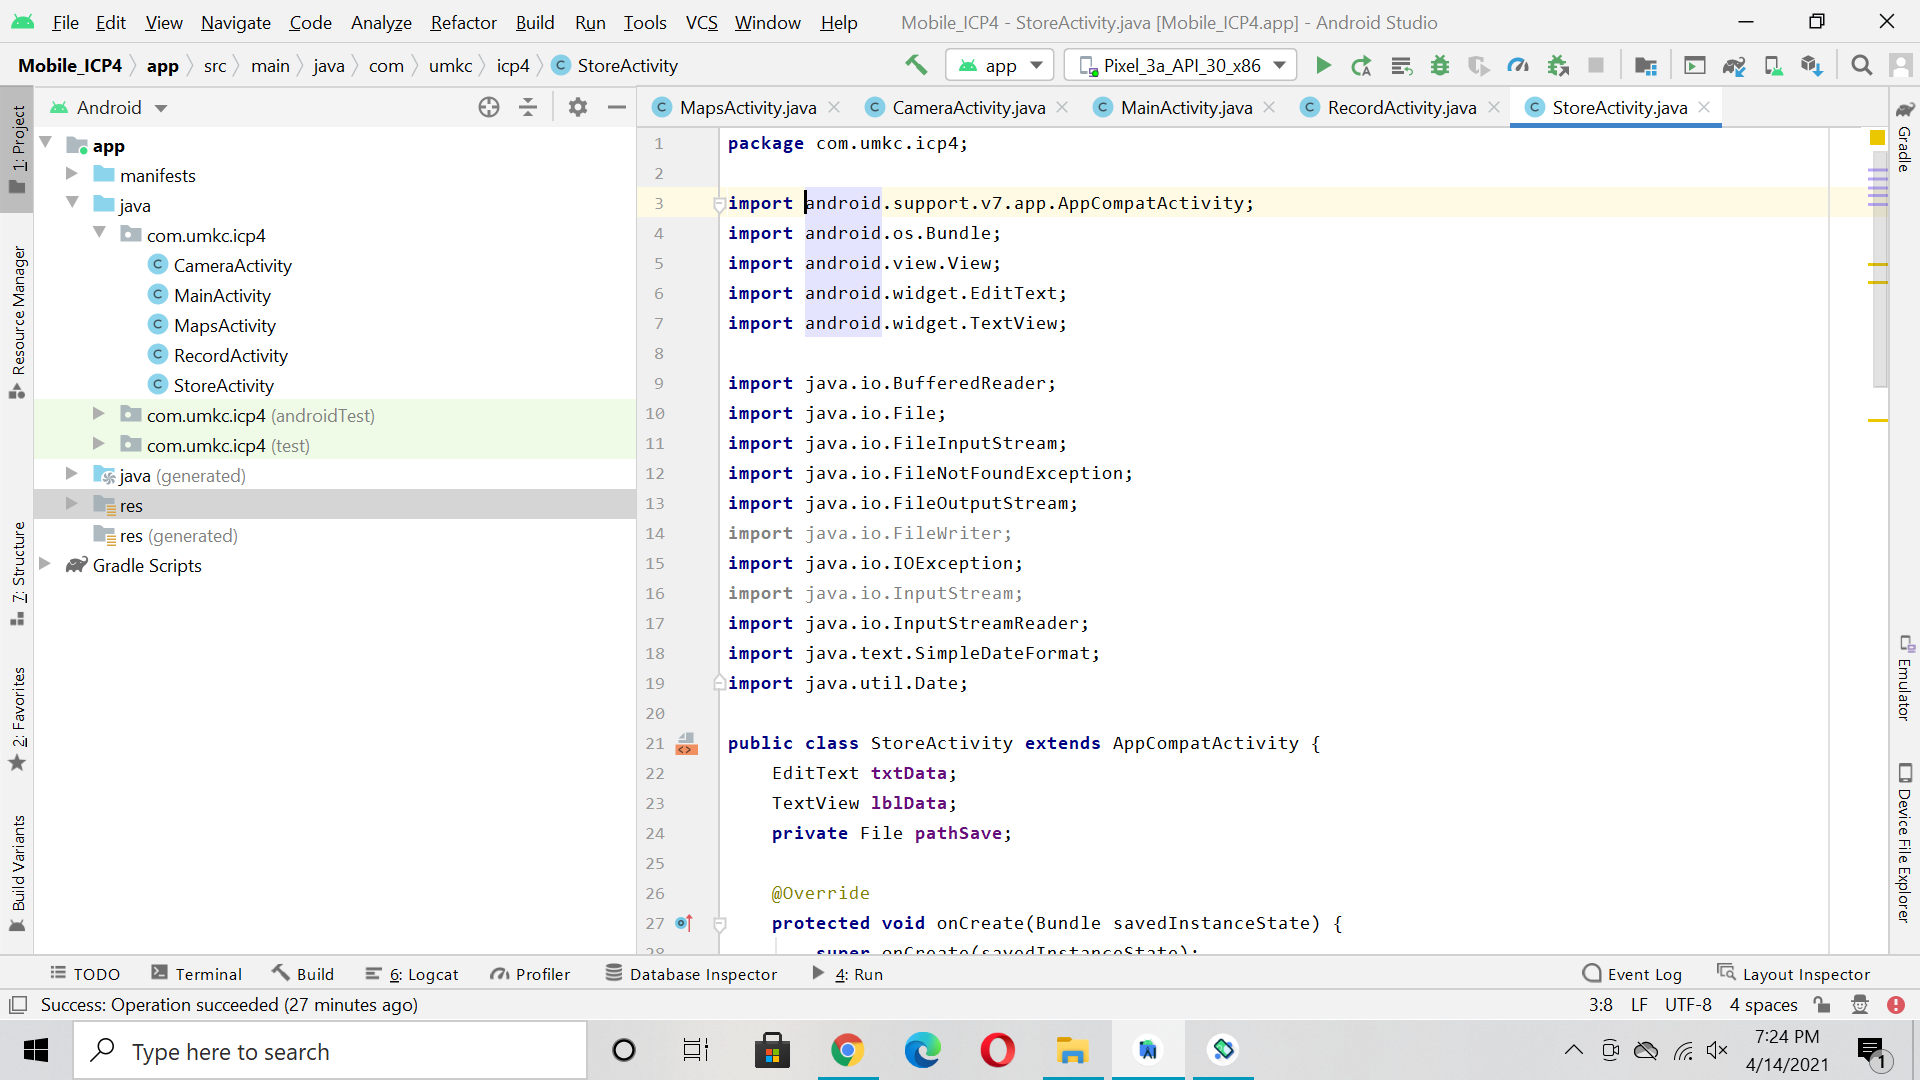 File Edit View Navigate Code Analyze Refactor Build Run Tools VCS Window Help Mobile_ICP4 - StoreActivity.java [Mobile_ICP4.app] - Android Studio
Mobile_ICP4 app src main java com umkc icp4 C StoreActivity app Pixel_3a_API_30_x86
Android
C MapsActivity.java C CameraActivity.java C MainActivity.java C RecordActivity.java C StoreActivity.java
1: Project
Resource Manager
7: Structure
2: Favorites
Build Variants
app
manifests
java
com.umkc.icp4
C CameraActivity
C MainActivity
C MapsActivity
C RecordActivity
C StoreActivity
com.umkc.icp4 (androidTest)
com.umkc.icp4 (test)
java (generated)
res
res (generated)
Gradle Scripts
1 package com.umkc.icp4;
2
3 import android.support.v7.app.AppCompatActivity;
4 import android.os.Bundle;
5 import android.view.View;
6 import android.widget.EditText;
7 import android.widget.TextView;
8
9 import java.io.BufferedReader;
10 import java.io.File;
11 import java.io.FileInputStream;
12 import java.io.FileNotFoundException;
13 import java.io.FileOutputStream;
14 import java.io.FileWriter;
15 import java.io.IOException;
16 import java.io.InputStream;
17 import java.io.InputStreamReader;
18 import java.text.SimpleDateFormat;
19 import java.util.Date;
20
21 public class StoreActivity extends AppCompatActivity {
22 EditText txtData;
23 TextView lblData;
24 private File pathSave;
25
26 @Override
27 protected void onCreate(Bundle savedInstanceState) {
28 super.onCreate(savedInstanceState);
Gradle
Emulator
Device File Explorer
TODO Terminal Build 6: Logcat Profiler Database Inspector 4: Run Event Log Layout Inspector
Success: Operation succeeded (27 minutes ago) 3:8 LF UTF-8 4 spaces
Type here to search
7:24 PM
4/14/2021
1